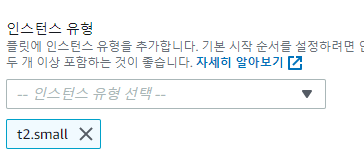 인스턴스 유형
플릿에 인스턴스 유형을 추가합니다. 기본 시작 순서를 설정하려면
두 개 이상 포함하는 것이 좋습니다. 자세히 알아보기
-- 인스턴스 유형 선택 --
t2.small